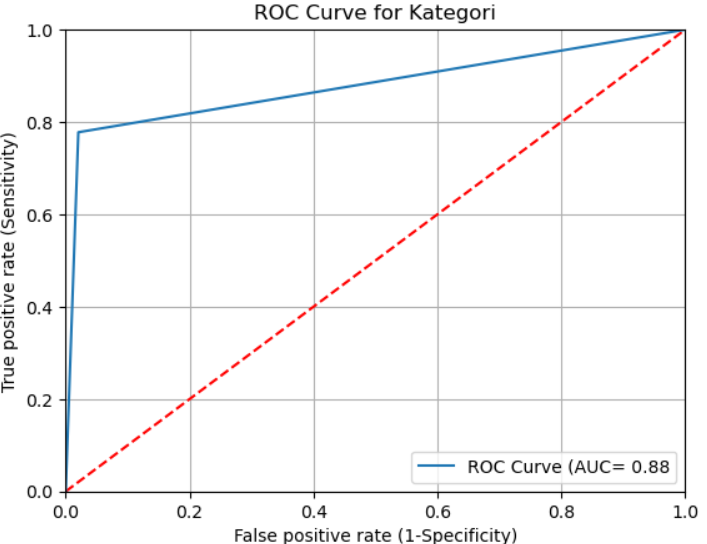 ROC Curve for Kategori
1.0
0.8
0.6
0.4
0.2
0.0
True positive rate (Sensitivity)
ROC Curve (AUC= 0.88
0.0 0.2 0.4 0.6 0.8 1.0
False positive rate (1-Specificity)